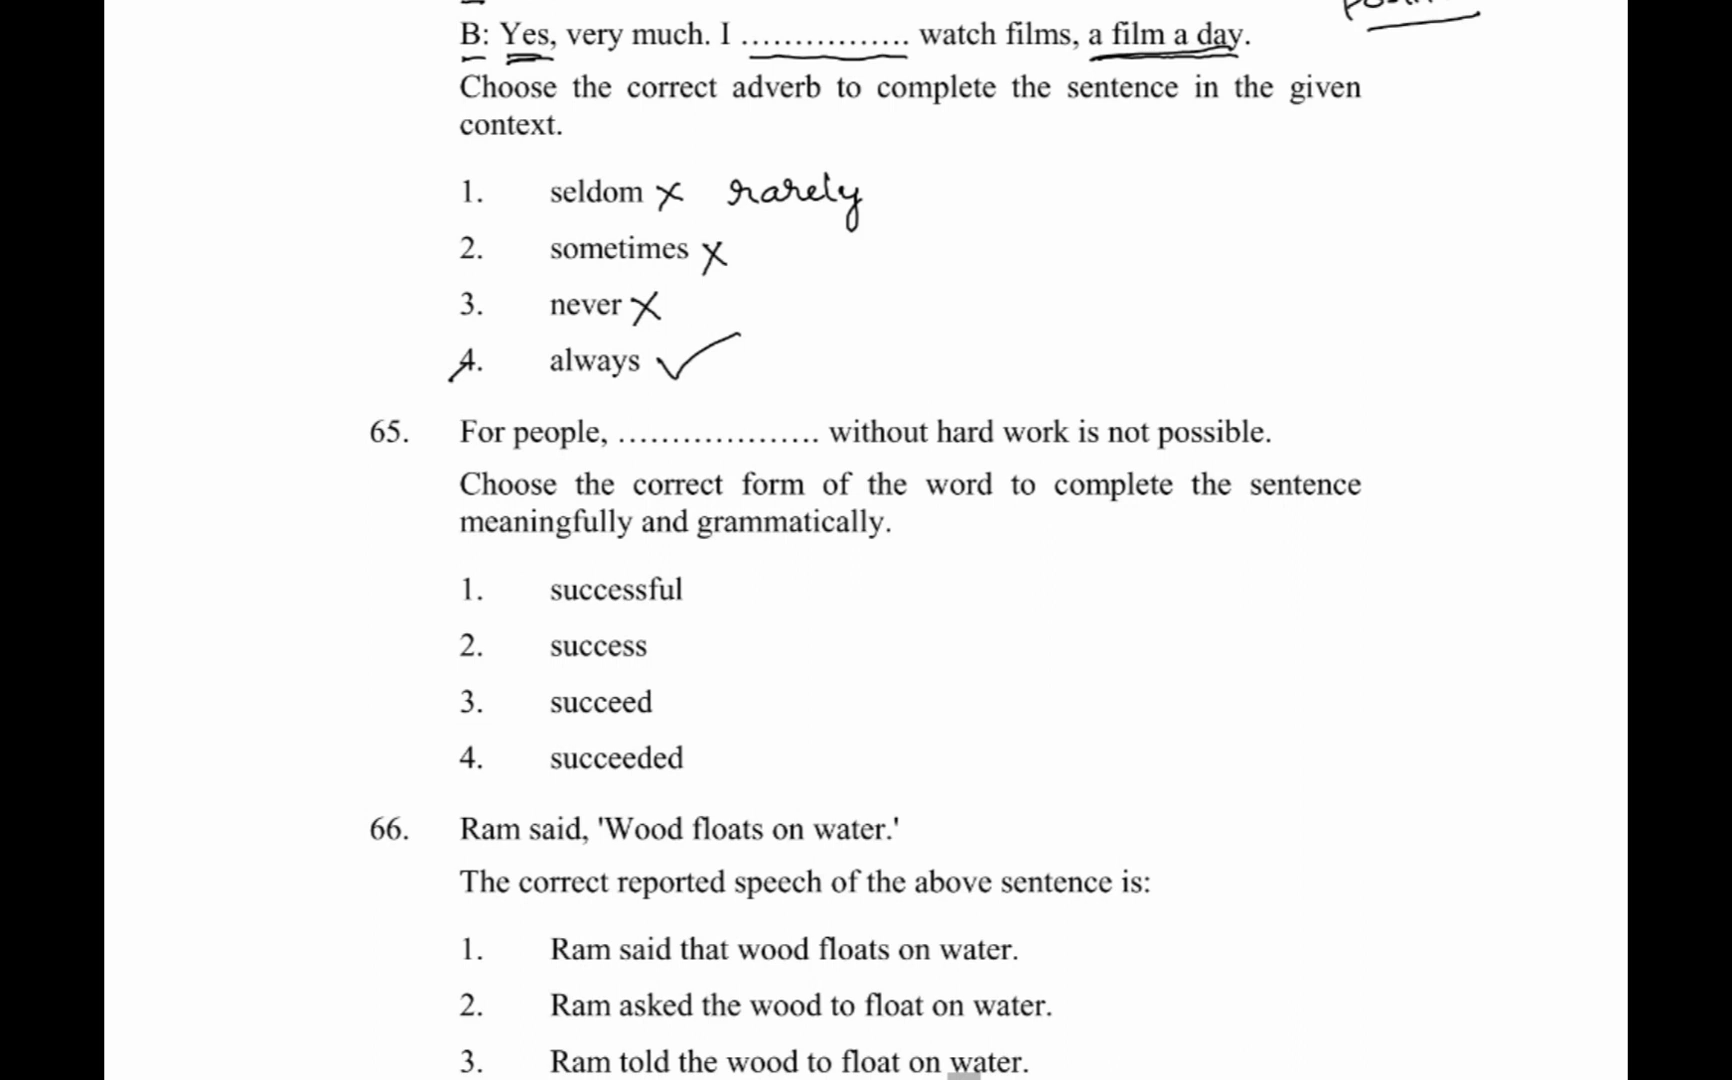 B: Yes, very much. I ................ watch films, a film a day.
Choose the correct adverb to complete the sentence in the given
context.
1. seldom x rarely
2. sometimes x
3. never x
4. always ✓
65. For people, ................... without hard work is not possible.
Choose the correct form of the word to complete the sentence
meaningfully and grammatically.
1. successful
2. success
3. succeed
4. succeeded
66. Ram said, 'Wood floats on water.'
The correct reported speech of the above sentence is:
1. Ram said that wood floats on water.
2. Ram asked the wood to float on water.
3. Ram told the wood to float on water.